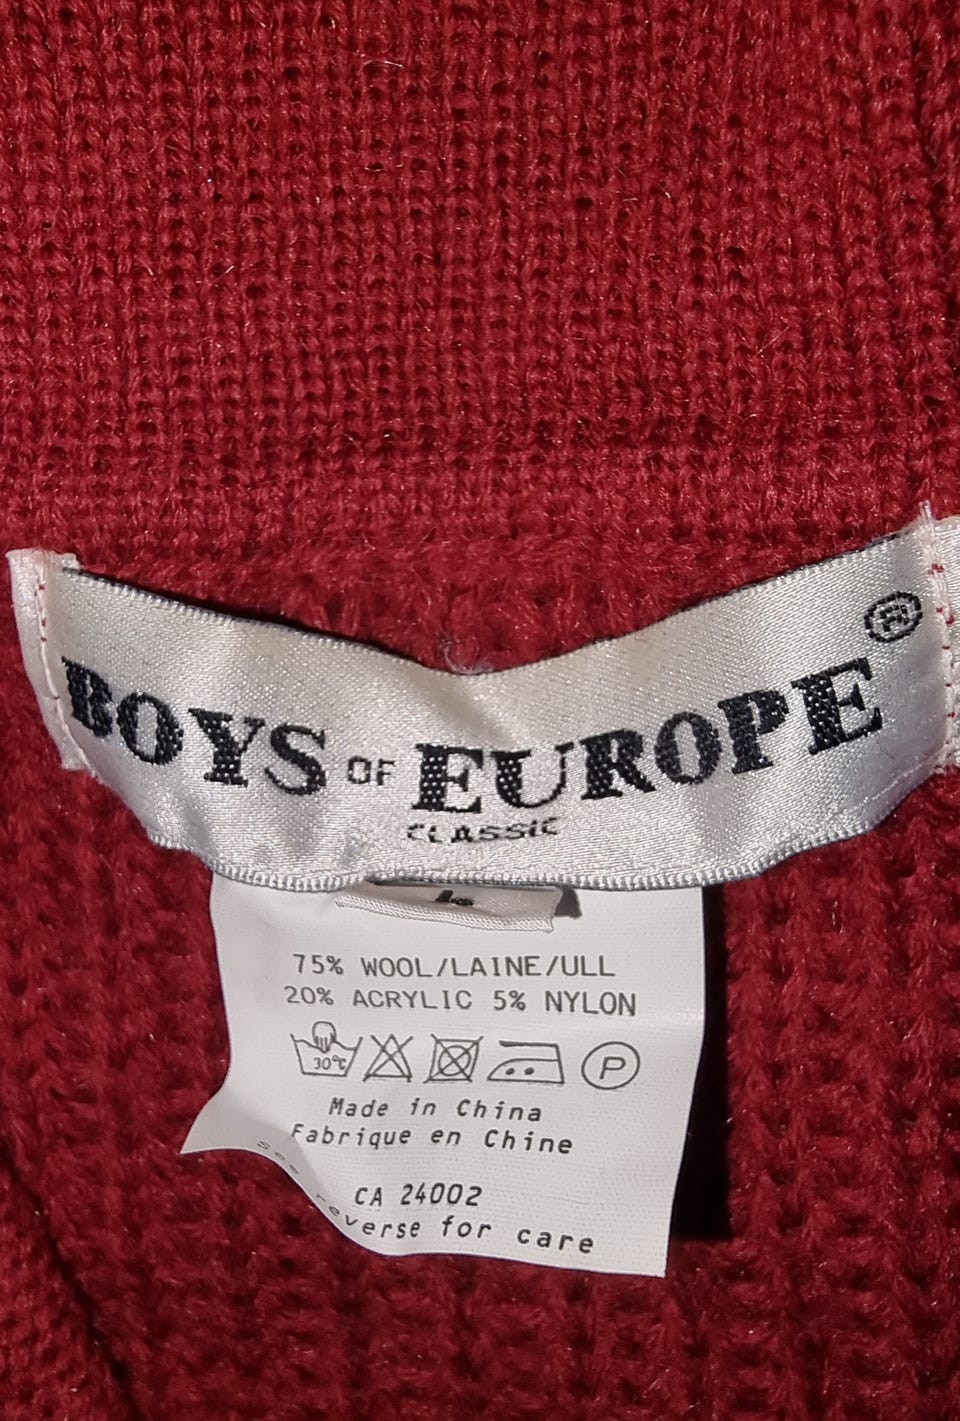 BOYS OF EUROPE ®
CLASSIC
75% WOOL/LAINE/ULL
20% ACRYLIC 5% NYLON
30°C P
Made in China
Fabrique en Chine
CA 24002
See reverse for care